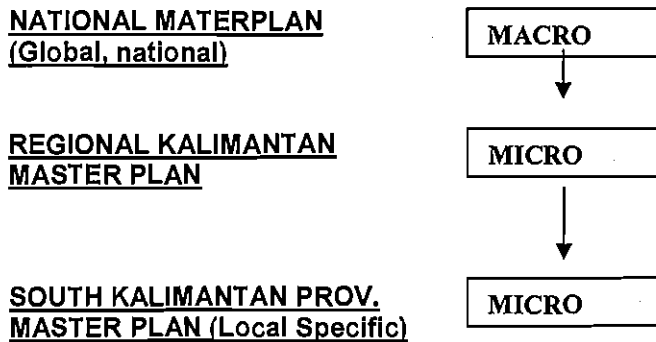 NATIONAL MATERPLAN
(Global, national)
MACRO
REGIONAL KALIMANTAN
MASTER PLAN
MICRO
SOUTH KALIMANTAN PROV.
MASTER PLAN (Local Specific)
MICRO